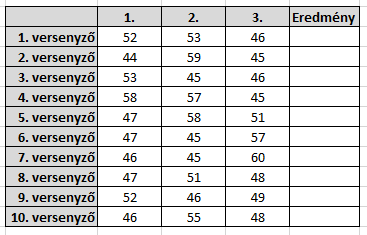 1. 2. 3. Eredmény
1. versenyző 52 53 46
2. versenyző 44 59 45
3. versenyző 53 45 46
4. versenyző 58 57 45
5. versenyző 47 58 51
6. versenyző 47 45 57
7. versenyző 46 45 60
8. versenyző 47 51 48
9. versenyző 52 46 49
10. versenyző 46 55 48